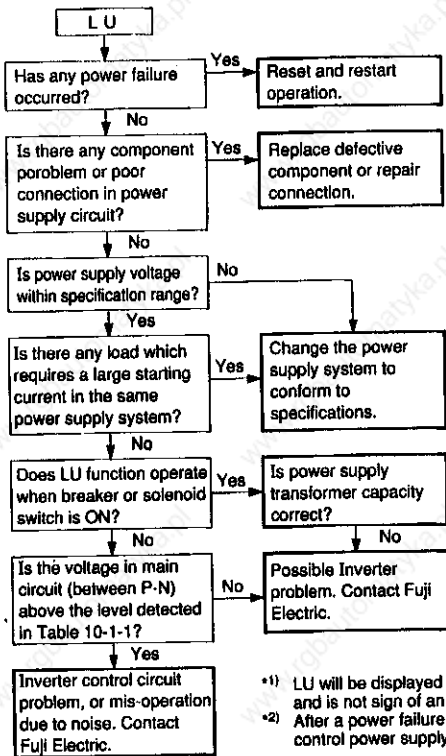 L U
Has any power failure
occurred?
Yes
Reset and restart
operation.
No
Is there any component
poroblem or poor
connection in power
supply circuit?
Yes
Replace defective
component or repair
connection.
No
Is power supply voltage
within specification range?
No
Yes
Is there any load which
requires a large starting
current in the same
power supply system?
Yes
Change the power
supply system to
conform to
specifications.
No
Does LU function operate
when breaker or solenoid
switch is ON?
Yes
Is power supply
transformer capacity
correct?
No
No
Is the voltage in main
circuit (between P-N)
above the level detected
in Table 10-1-1?
No
Possible Inverter
problem. Contact Fuji
Electric.
Yes
Inverter control circuit
problem, or mis-operation
due to noise. Contact
Fuji Electric.
*1) LU will be displayed
and is not sign of an
*2) After a power failure
control power supply